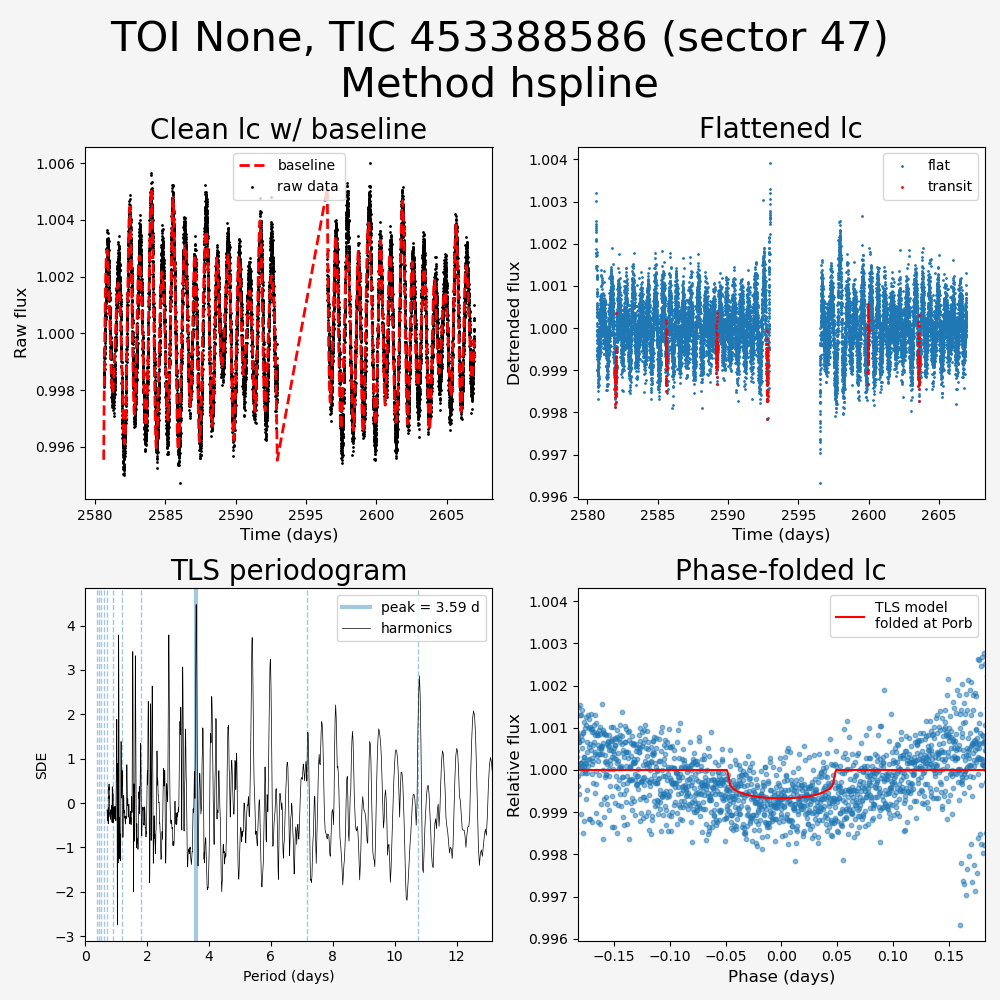 TOI None, TIC 453388586 (sector 47)
Method hspline
Clean lc w/ baseline
baseline
raw data
1.006
1.004
1.002
1.000
0.998
0.996
Raw flux
2580
2585
2590
2595
2600
2605
Time (days)
Flattened lc
flat
transit
1.004
1.003
1.002
1.001
1.000
0.999
0.998
0.997
0.996
Detrended flux
2580
2585
2590
2595
2600
2605
Time (days)
TLS periodogram
peak = 3.59 d
harmonics
4
3
2
1
0
−1
−2
−3
SDE
0
2
4
6
8
10
12
Period (days)
Phase-folded lc
TLS model
folded at Porb
1.004
1.003
1.002
1.001
1.000
0.999
0.998
0.997
0.996
Relative flux
−0.15
−0.10
−0.05
0.00
0.05
0.10
0.15
Phase (days)